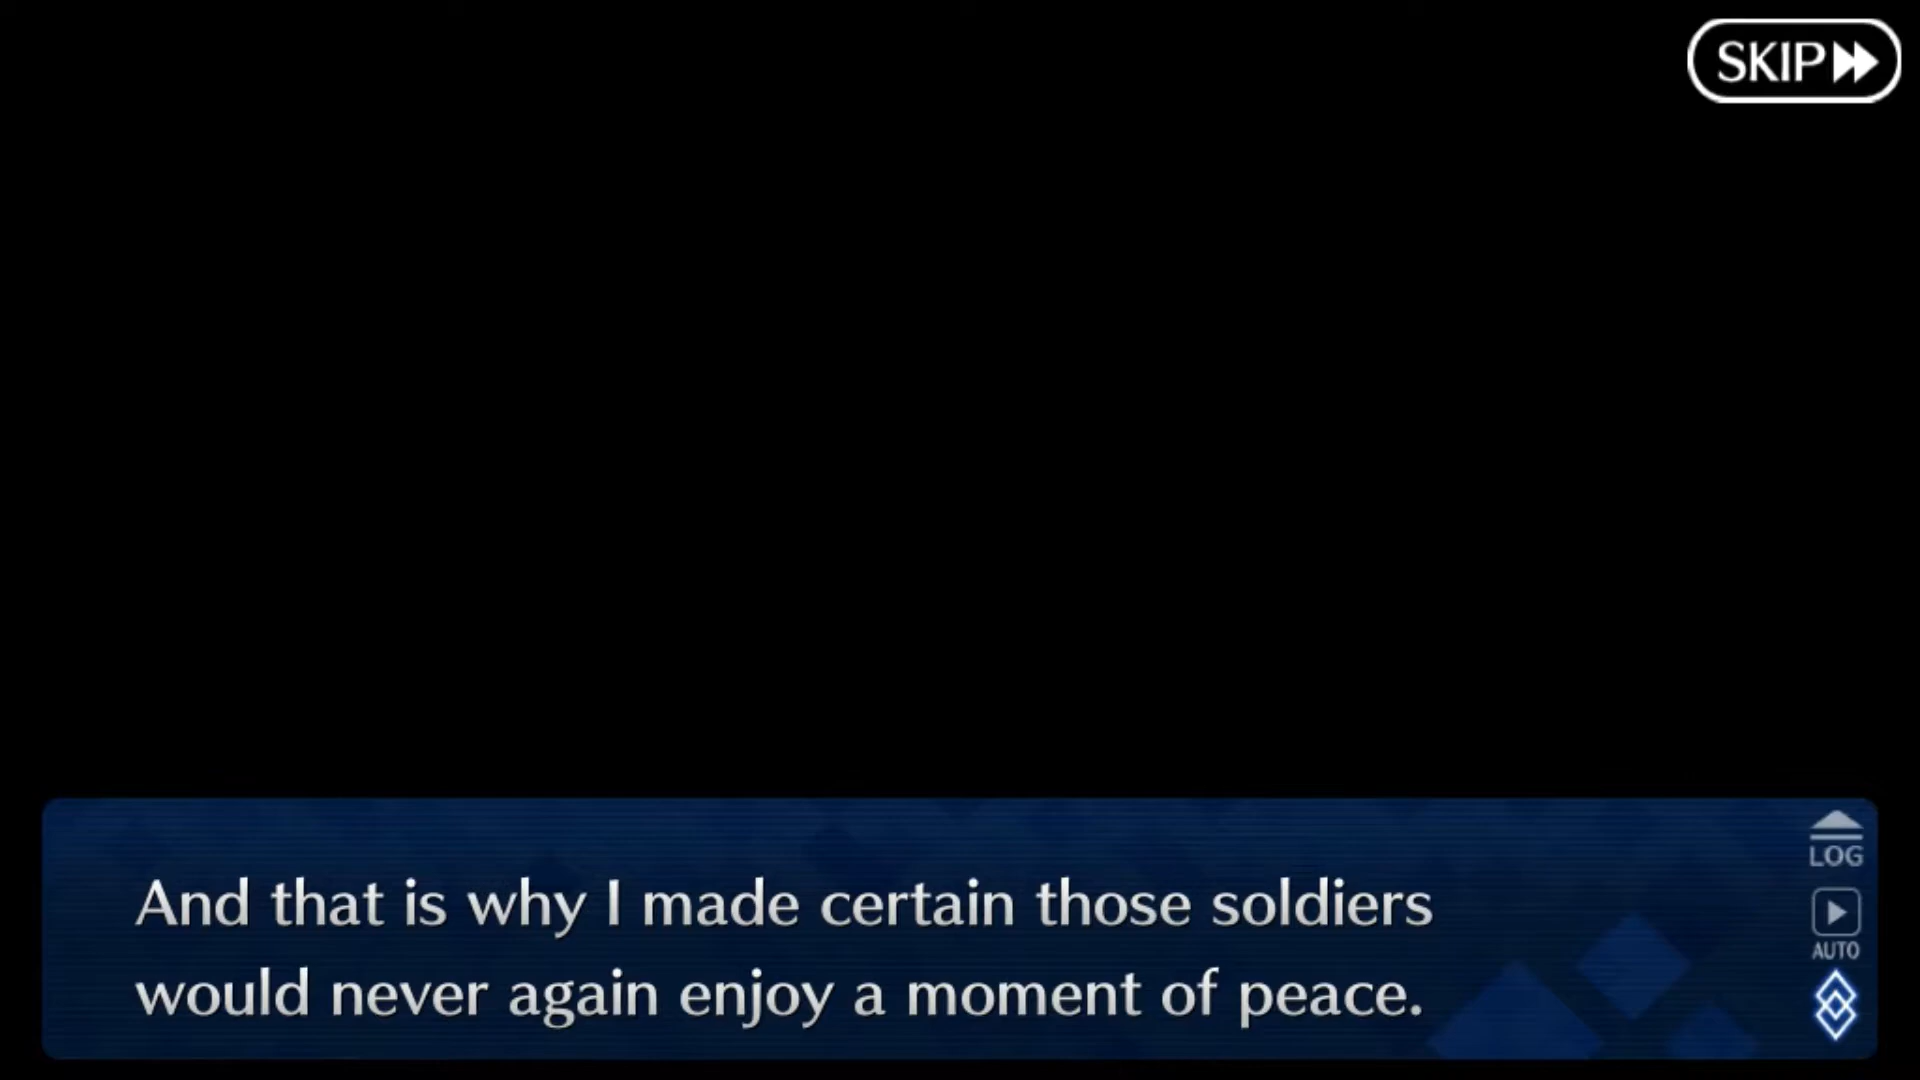 SKIP
LOG
And that is why I made certain those soldiers
would never again enjoy a moment of peace.
AUTO